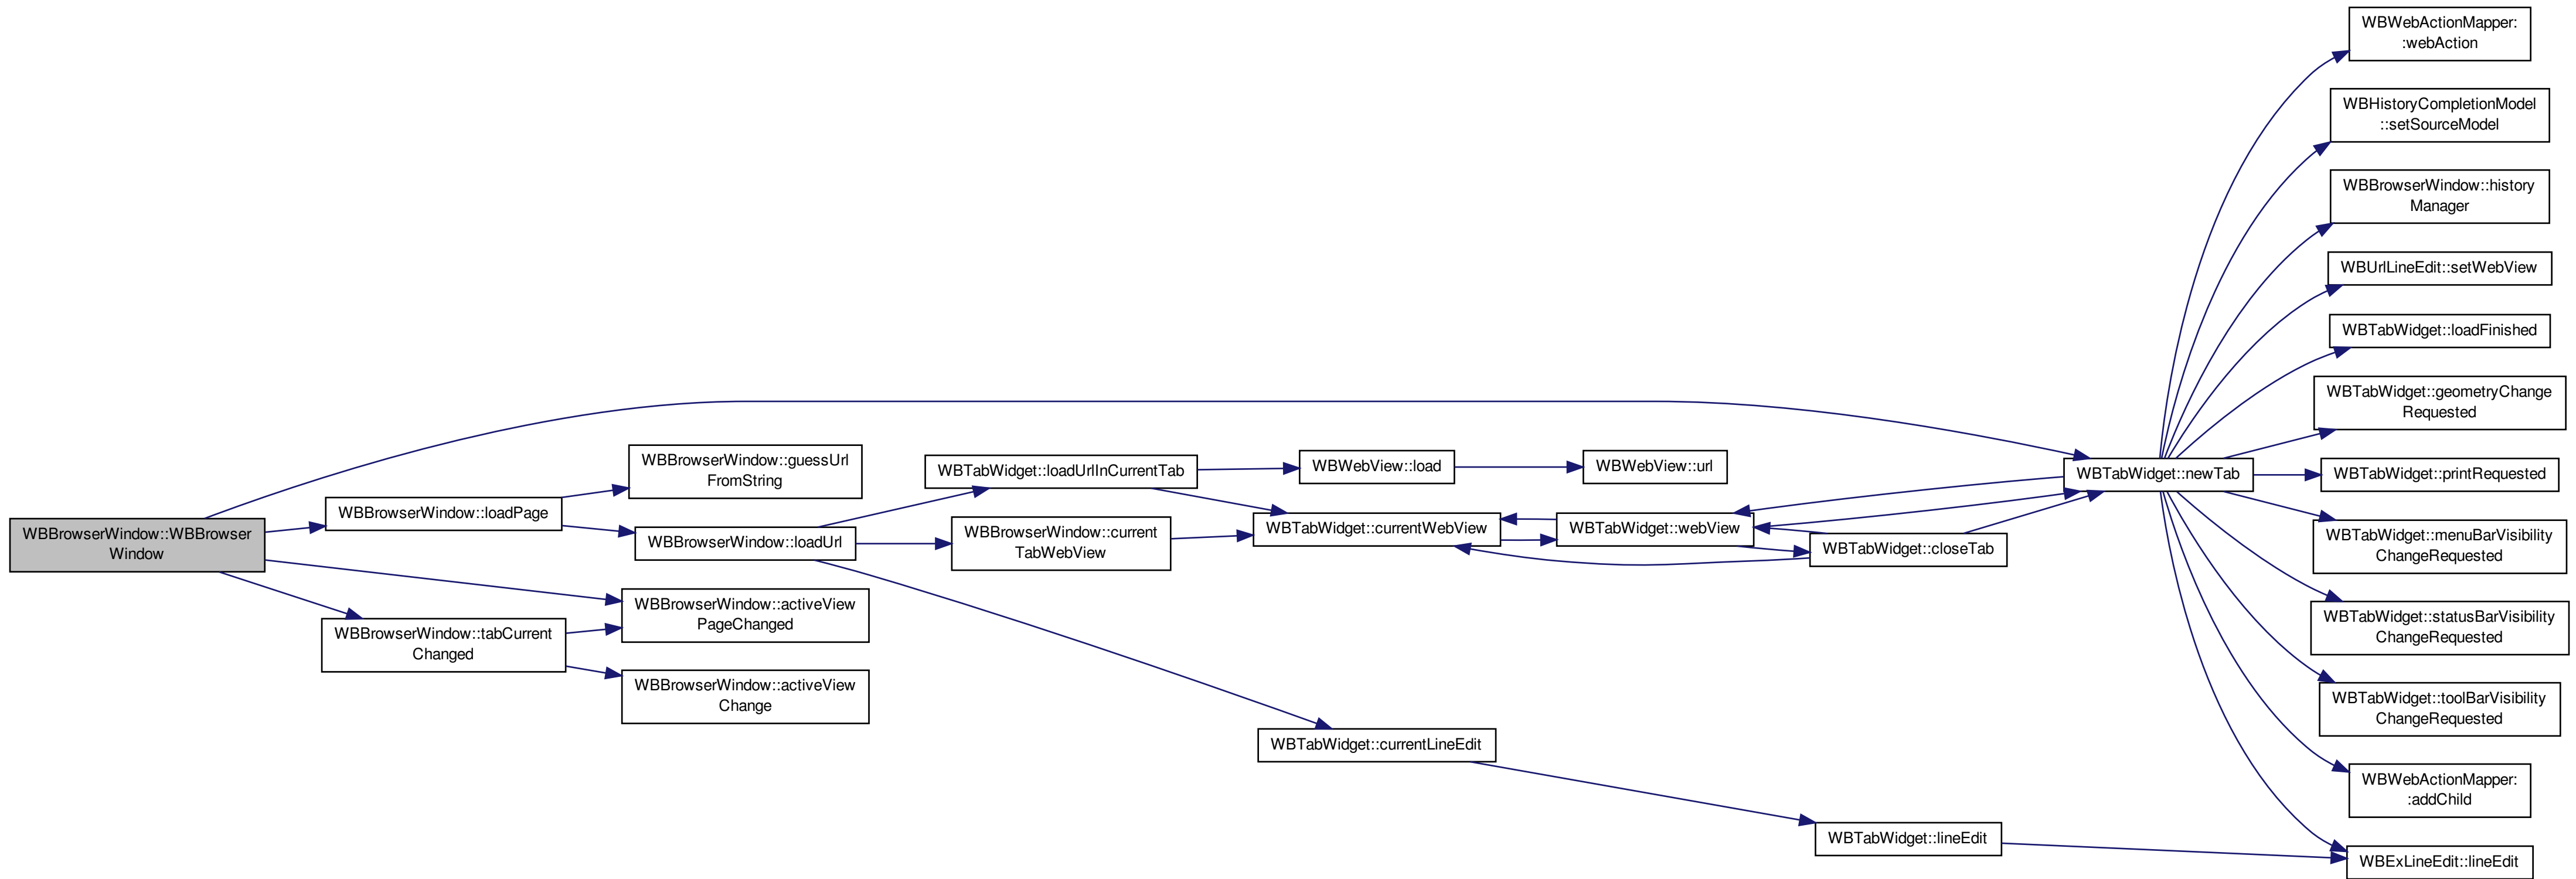 WBBrowserWindow::WBBrowser
Window
WBBrowserWindow::loadPage
WBBrowserWindow::tabCurrent
Changed
WBBrowserWindow::guessUrl
FromString
WBBrowserWindow::loadUrl
WBBrowserWindow::activeView
PageChanged
WBBrowserWindow::activeView
Change
WBTabWidget::loadUrlInCurrentTab
WBBrowserWindow::current
TabWebView
WBWebView::load
WBTabWidget::currentWebView
WBTabWidget::currentLineEdit
WBWebView::url
WBTabWidget::webView
WBTabWidget::closeTab
WBTabWidget::lineEdit
WBTabWidget::newTab
WBWebActionMapper:
:webAction
WBHistoryCompletionModel
::setSourceModel
WBBrowserWindow::history
Manager
WBUrlLineEdit::setWebView
WBTabWidget::loadFinished
WBTabWidget::geometryChange
Requested
WBTabWidget::printRequested
WBTabWidget::menuBarVisibility
ChangeRequested
WBTabWidget::statusBarVisibility
ChangeRequested
WBTabWidget::toolBarVisibility
ChangeRequested
WBWebActionMapper:
:addChild
WBExLineEdit::lineEdit